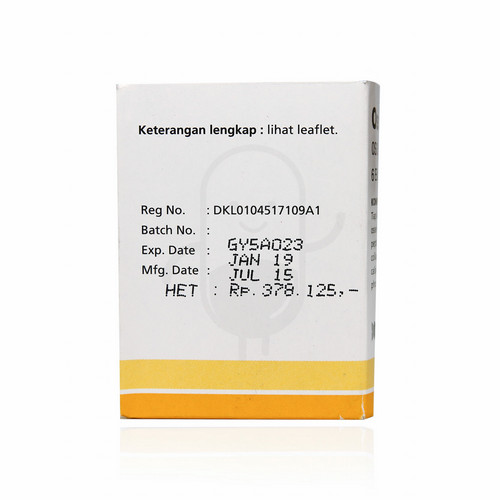 Keterangan lengkap : lihat leaflet.
Reg No. : DKL0104517109A1
Batch No. : GY5A023
Exp. Date : JAN 19
Mfg. Date : JUL 15
HET : Rp. 378.125,-